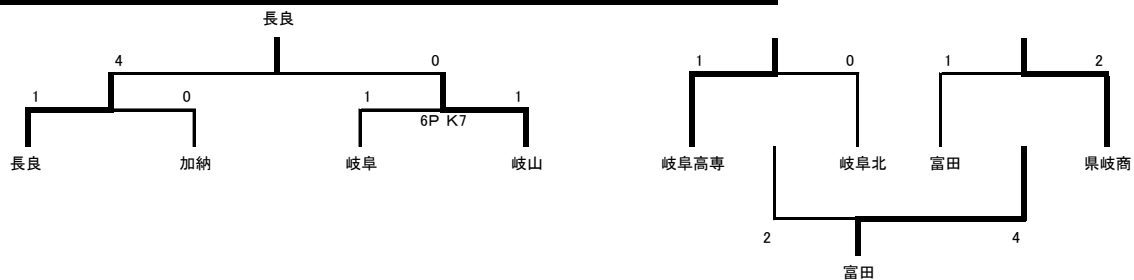 長良
4 0 1 0 1 2
1 0 1 1
6P K7
長良 加納 岐阜 岐山 岐阜高専 岐阜北 富田 県岐商
2 4
富田